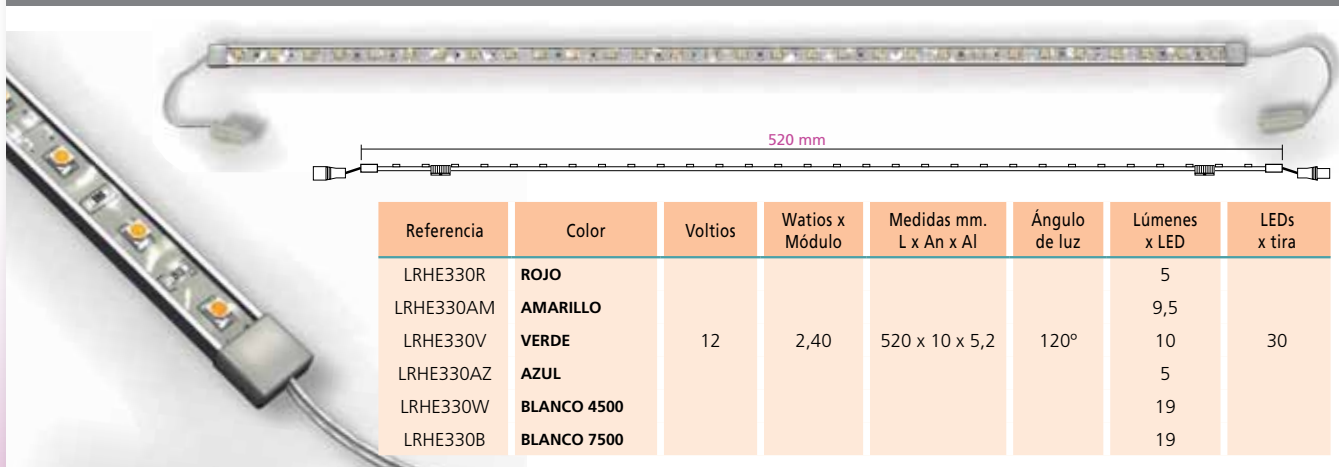 520 mm
Referencia Color Voltios Watios x Módulo Medidas mm. L x An x Al Ángulo de luz Lúmenes x LED LEDs x tira
LRHE330R ROJO 5
LRHE330AM AMARILLO 9,5
LRHE330V VERDE 12 2,40 520 x 10 x 5,2 120º 10 30
LRHE330AZ AZUL 5
LRHE330W BLANCO 4500 19
LRHE330B BLANCO 7500 19